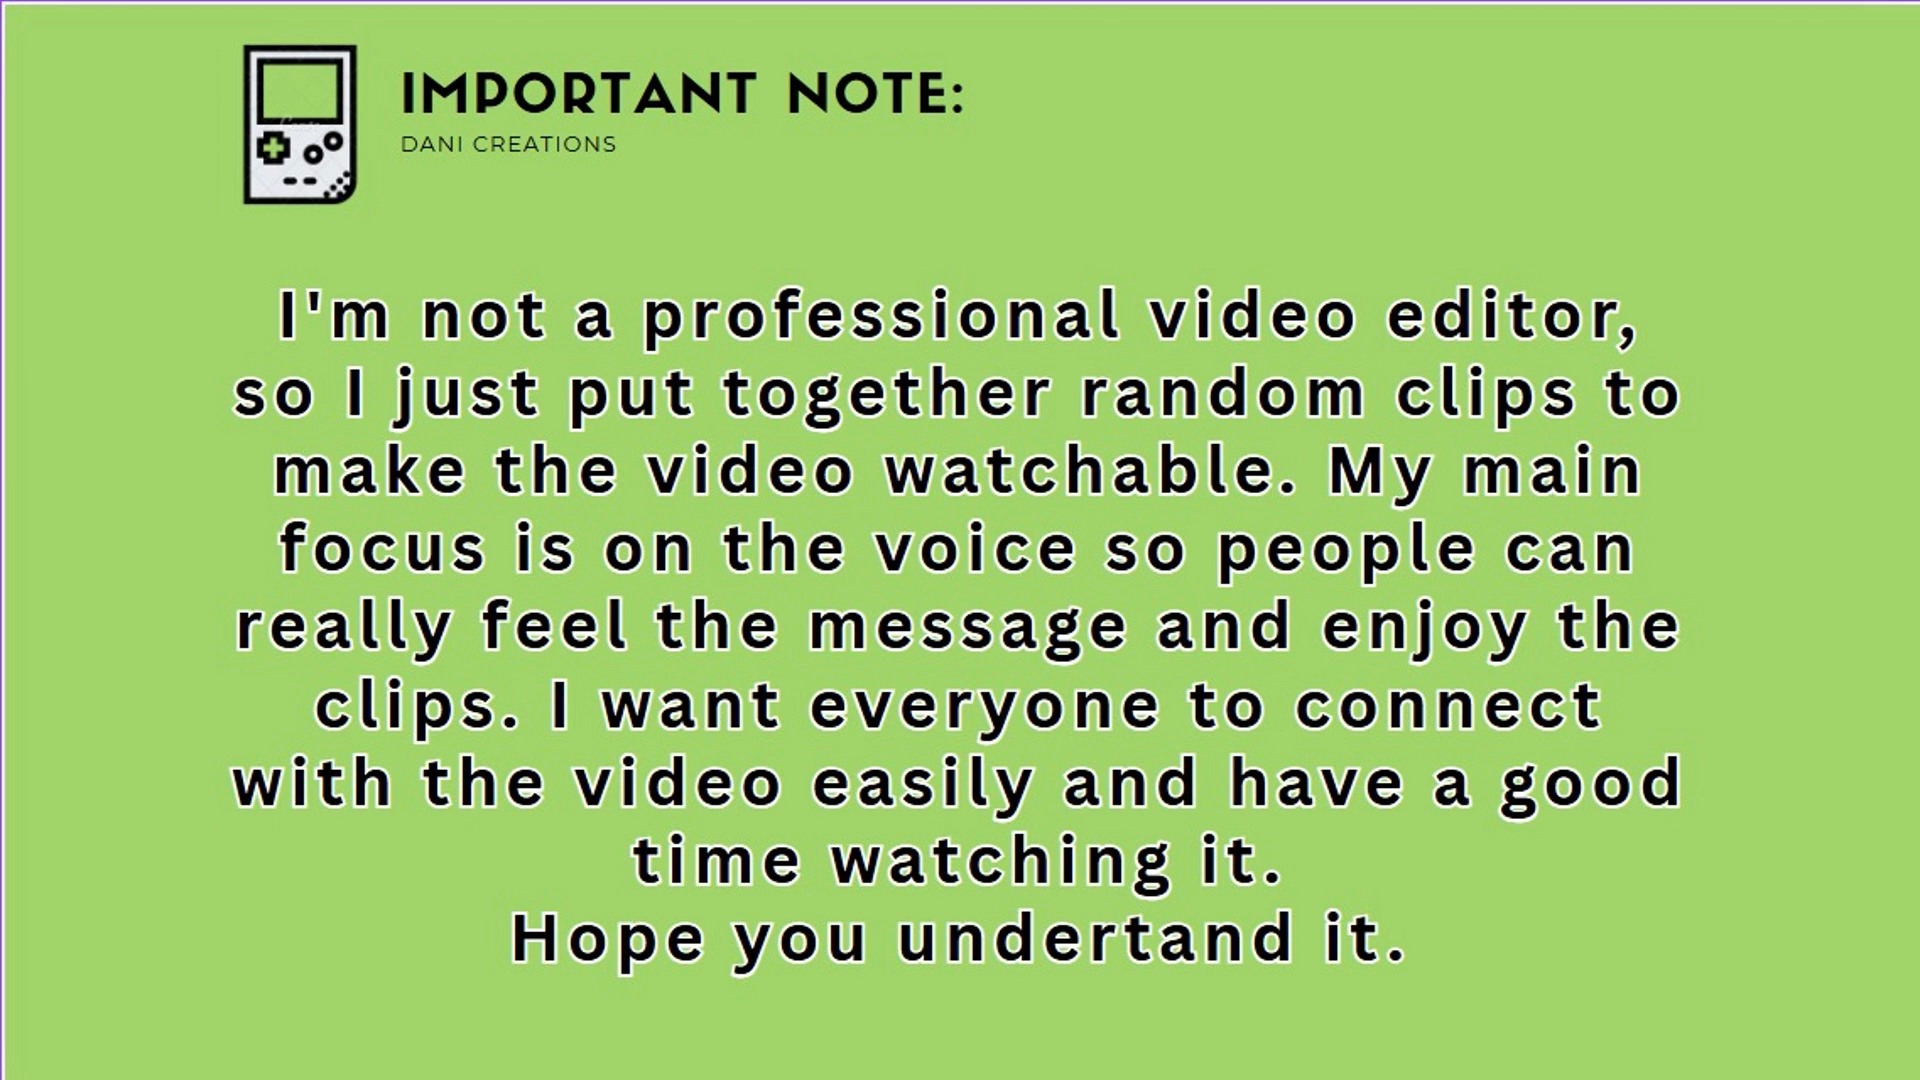 IMPORTANT NOTE:
DANI CREATIONS
I'm not a professional video editor,
so I just put together random clips to
make the video watchable. My main
focus is on the voice so people can
really feel the message and enjoy the
clips. I want everyone to connect
with the video easily and have a good
time watching it.
Hope you undertand it.